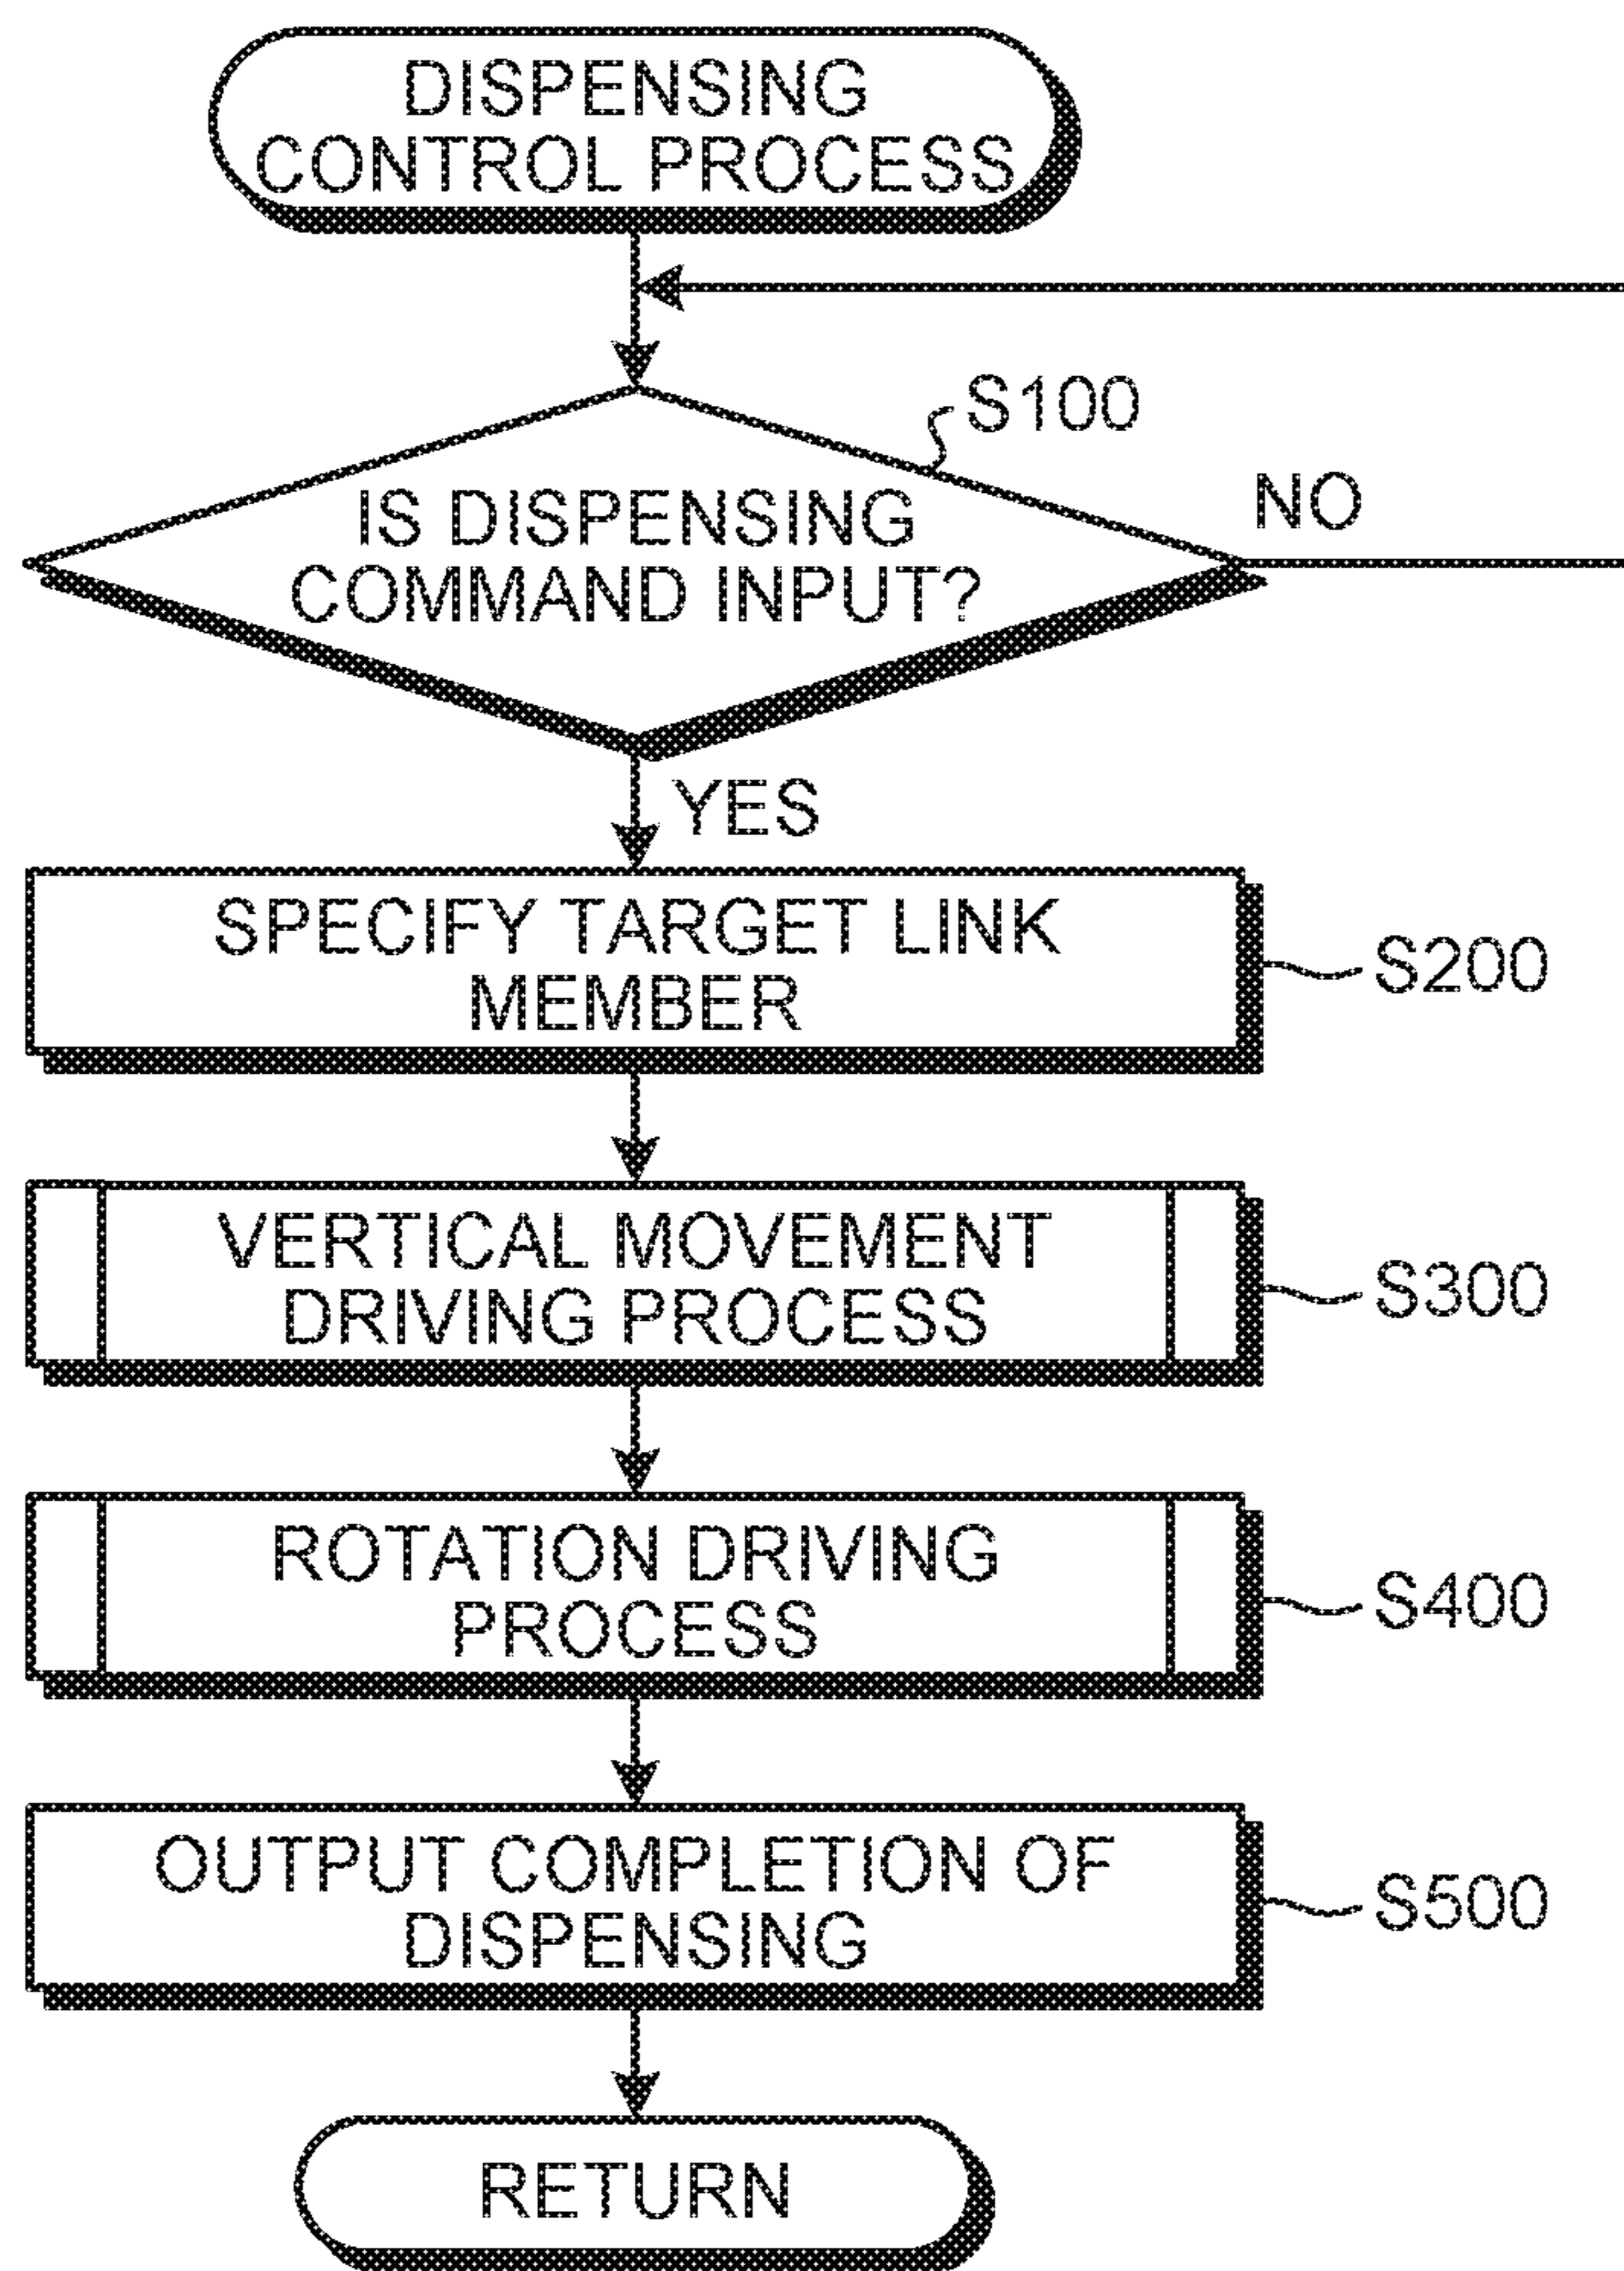 DISPENSING
CONTROL PROCESS
S100
IS DISPENSING
COMMAND INPUT?
NO
YES
SPECIFY TARGET LINK
MEMBER
S200
VERTICAL MOVEMENT
DRIVING PROCESS
S300
ROTATION DRIVING
PROCESS
S400
OUTPUT COMPLETION OF
DISPENSING
S500
RETURN